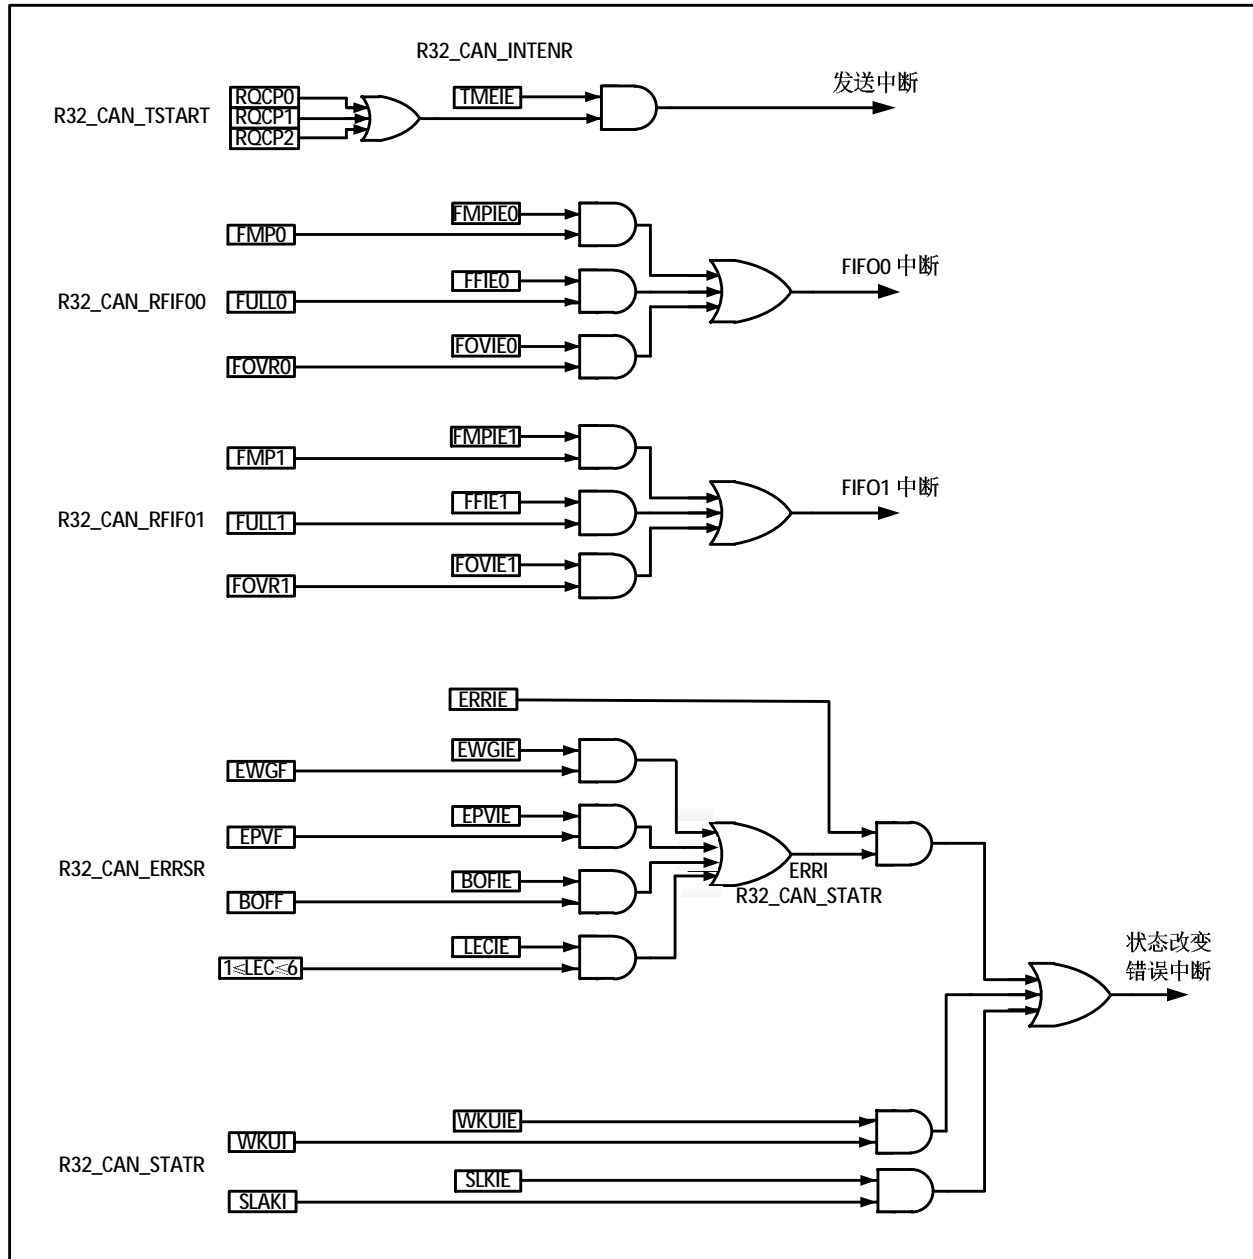 R32_CAN_INTENR
发送中断
R32_CAN_TSTART
RQCP0
RQCP1
RQCP2
TMEIE
FMPIE0
FMP0
FIFO0 中断
FFIE0
R32_CAN_RFIFO0
FULL0
FOVIE0
FOVR0
FMPIE1
FMP1
FIFO1 中断
FFIE1
R32_CAN_RFIFO1
FULL1
FOVIE1
FOVR1
ERRIE
EWGIE
EWGF
EPVIE
EPVF
R32_CAN_ERRSR
ERRI
R32_CAN_STATR
BOFIE
BOFF
LECIE
1≤LEC≤6
状态改变
错误中断
WKUIE
WKUI
R32_CAN_STATR
SLKIE
SLAKI